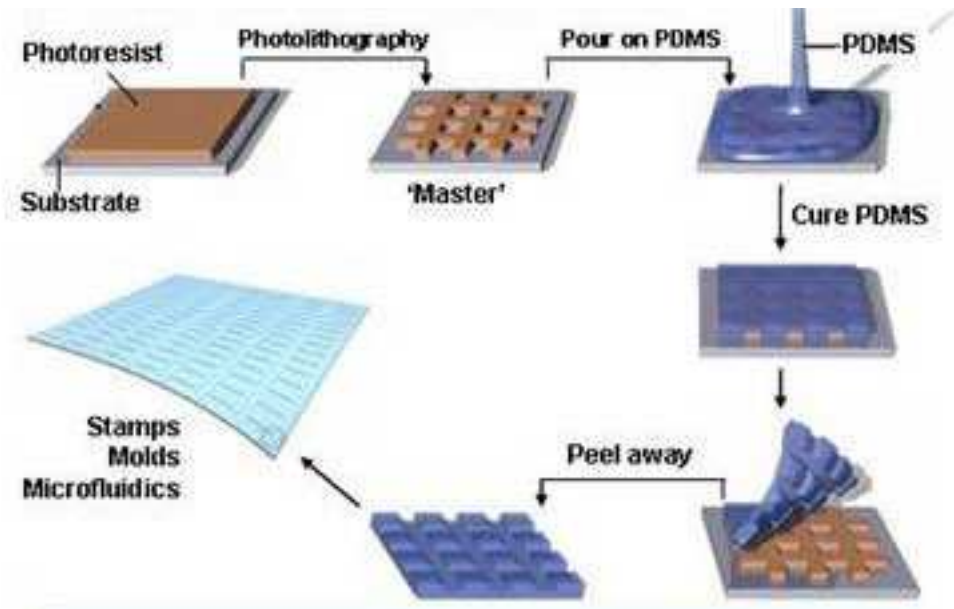 Photoresist
Photolithography
Pour on PDMS
PDMS
Substrate
'Master'
Cure PDMS
Stamps
Molds
Microfluidics
Peel away